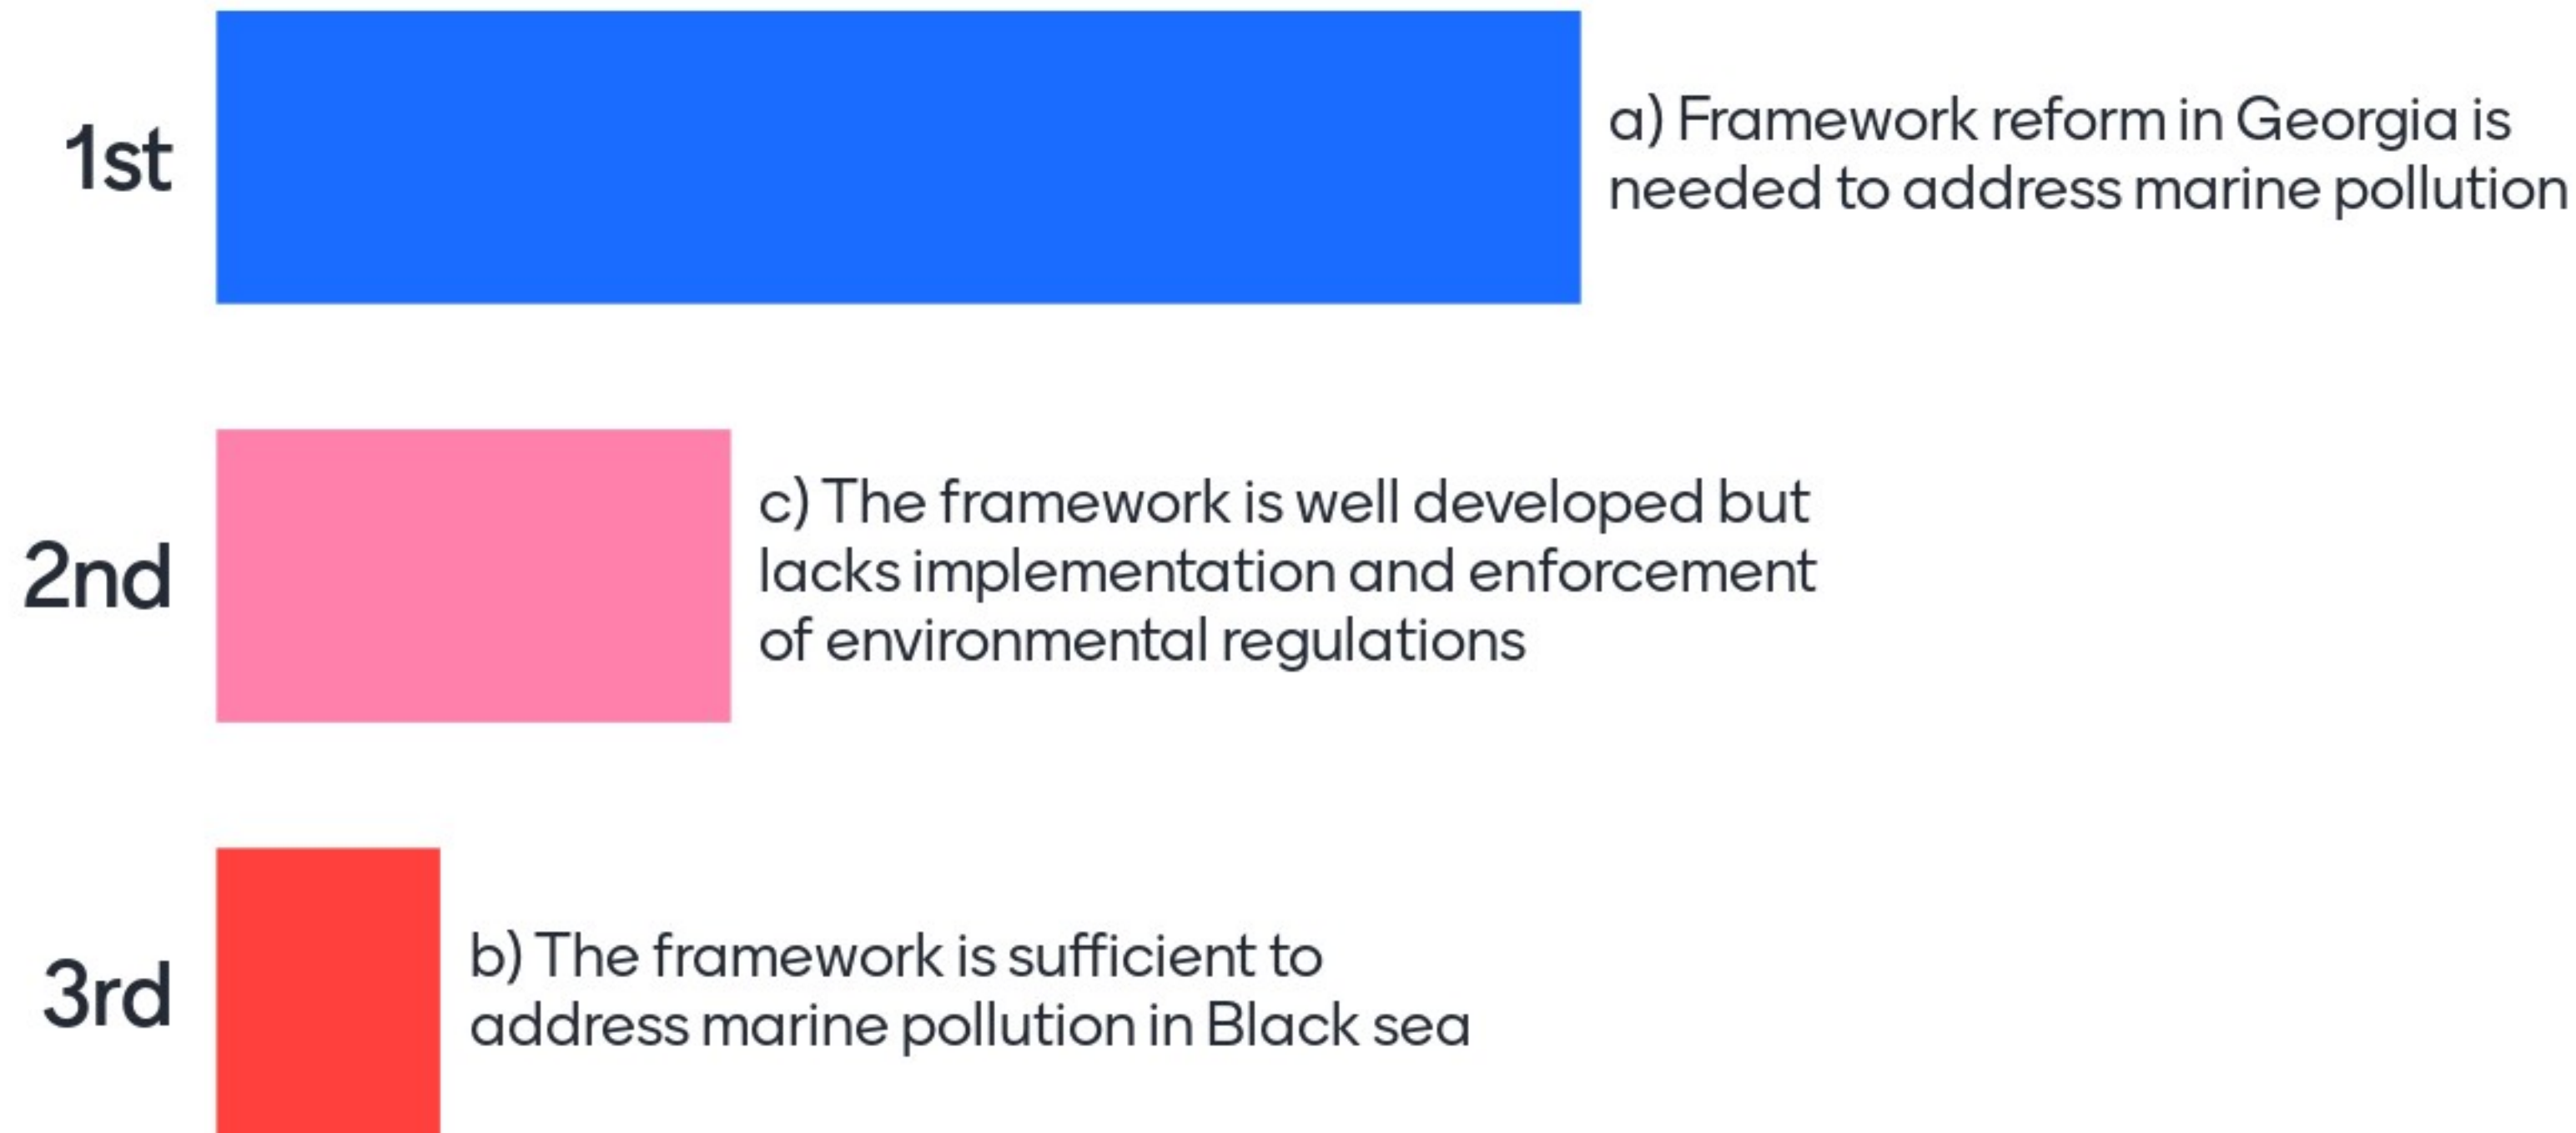 1st
a) Framework reform in Georgia is
needed to address marine pollution
2nd
c) The framework is well developed but
lacks implementation and enforcement
of environmental regulations
3rd
b) The framework is sufficient to
address marine pollution in Black sea